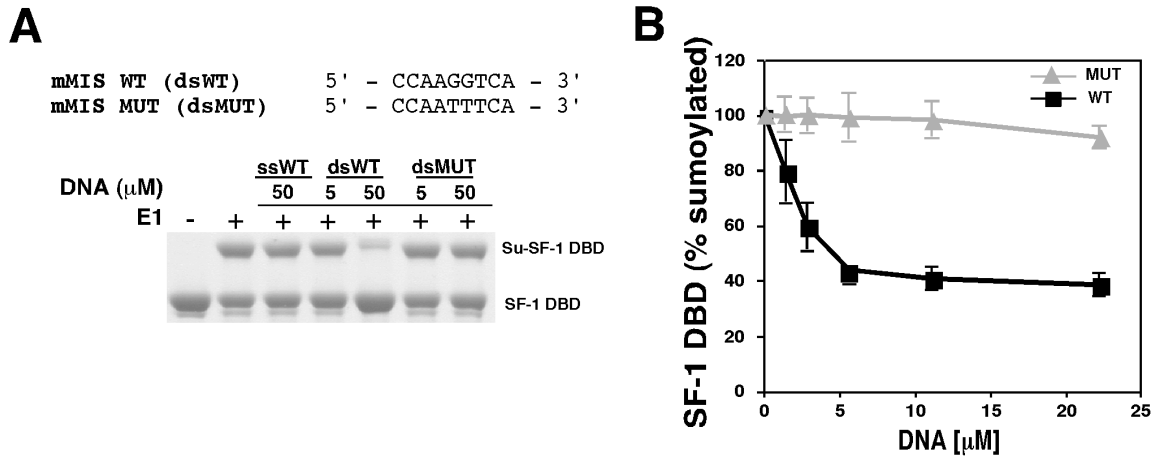 A
mMIS WT (dsWT) 5' – CCAAGGTCA – 3'
mMIS MUT (dsMUT) 5' – CCAATTTCA – 3'
ssWT dsWT dsMUT
DNA (μM) 50 5 50 5 50
E1 - + + + + + +
Su-SF-1 DBD
SF-1 DBD
B
SF-1 DBD (% sumoylated)
120
100
80
60
40
20
0
MUT
WT
0 5 10 15 20 25
DNA [μM]